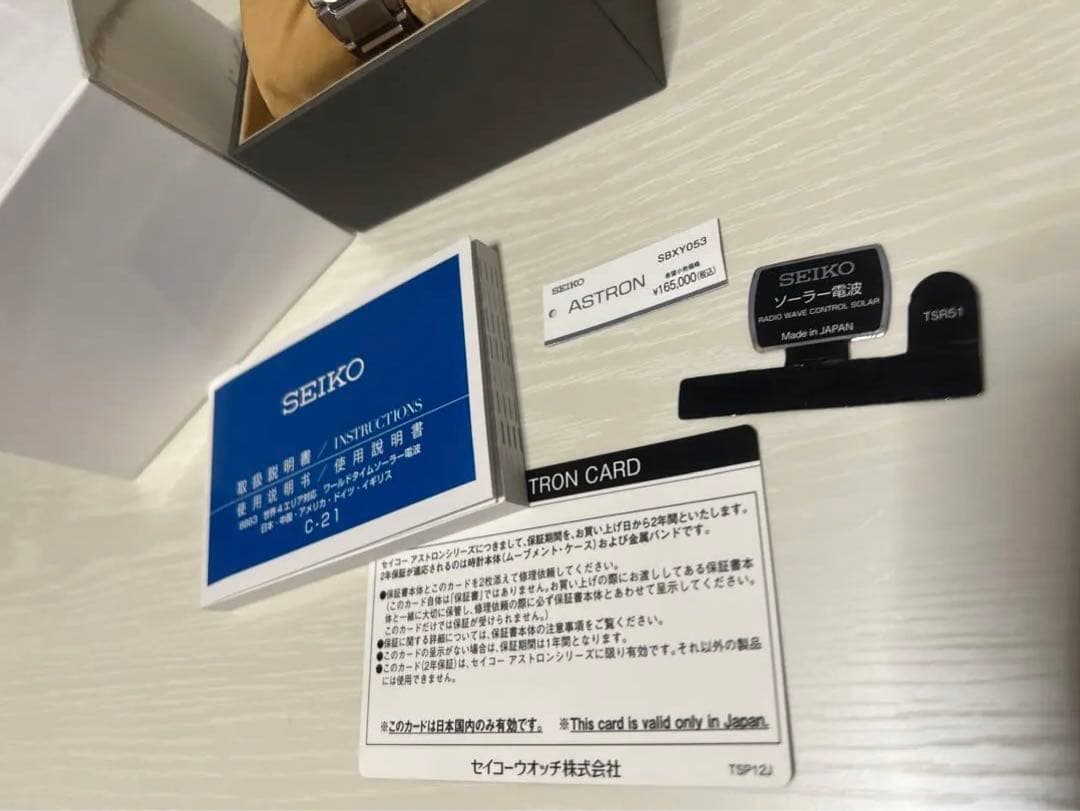 SEIKO
ASTRON
SBXY053
希望小売価格
¥165,000(税込)
SEIKO
ソーラー電波
RADIO WAVE CONTROL SOLAR
Made in JAPAN
TSR51
SEIKO
取扱説明書 / INSTRUCTIONS
使用说明书 / 使用説明書
8B63 世界4エリア対応 ワールドタイムソーラー電波
日本・中国・アメリカ・ドイツ・イギリス
C-21
TRON CARD
セイコー アストロンシリーズにつきまして、保証期間を、お買い上げ日から2年間といたします。
2年保証が適応されるのは時計本体(ムーブメント・ケース)および金属バンドです。
●保証書本体とこのカードを2枚添えて修理依頼してください。
(このカード自体は「保証書」ではありません。お買い上げの際にお渡ししてある保証書本
体と一緒に大切に保管し、修理依頼の際に必ず保証書本体とあわせて呈示してください。
このカードだけでは保証が受けられません。)
●保証に関する詳細については、保証書本体の注意事項をご覧ください。
●このカードの呈示がない場合は、保証期間は1年間となります。
●このカード(2年保証)は、セイコー アストロンシリーズに限り有効です。それ以外の製品
には使用できません。
※このカードは日本国内のみ有効です。 ※This card is valid only in Japan.
セイコーウオッチ株式会社
TSP12J